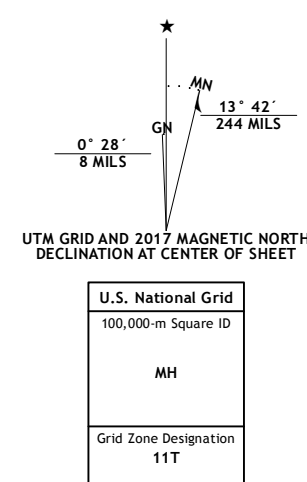 ★
MN
GN
13° 42´
244 MILS
0° 28´
8 MILS
UTM GRID AND 2017 MAGNETIC NORTH
DECLINATION AT CENTER OF SHEET
U.S. National Grid
100,000-m Square ID
MH
Grid Zone Designation
11T